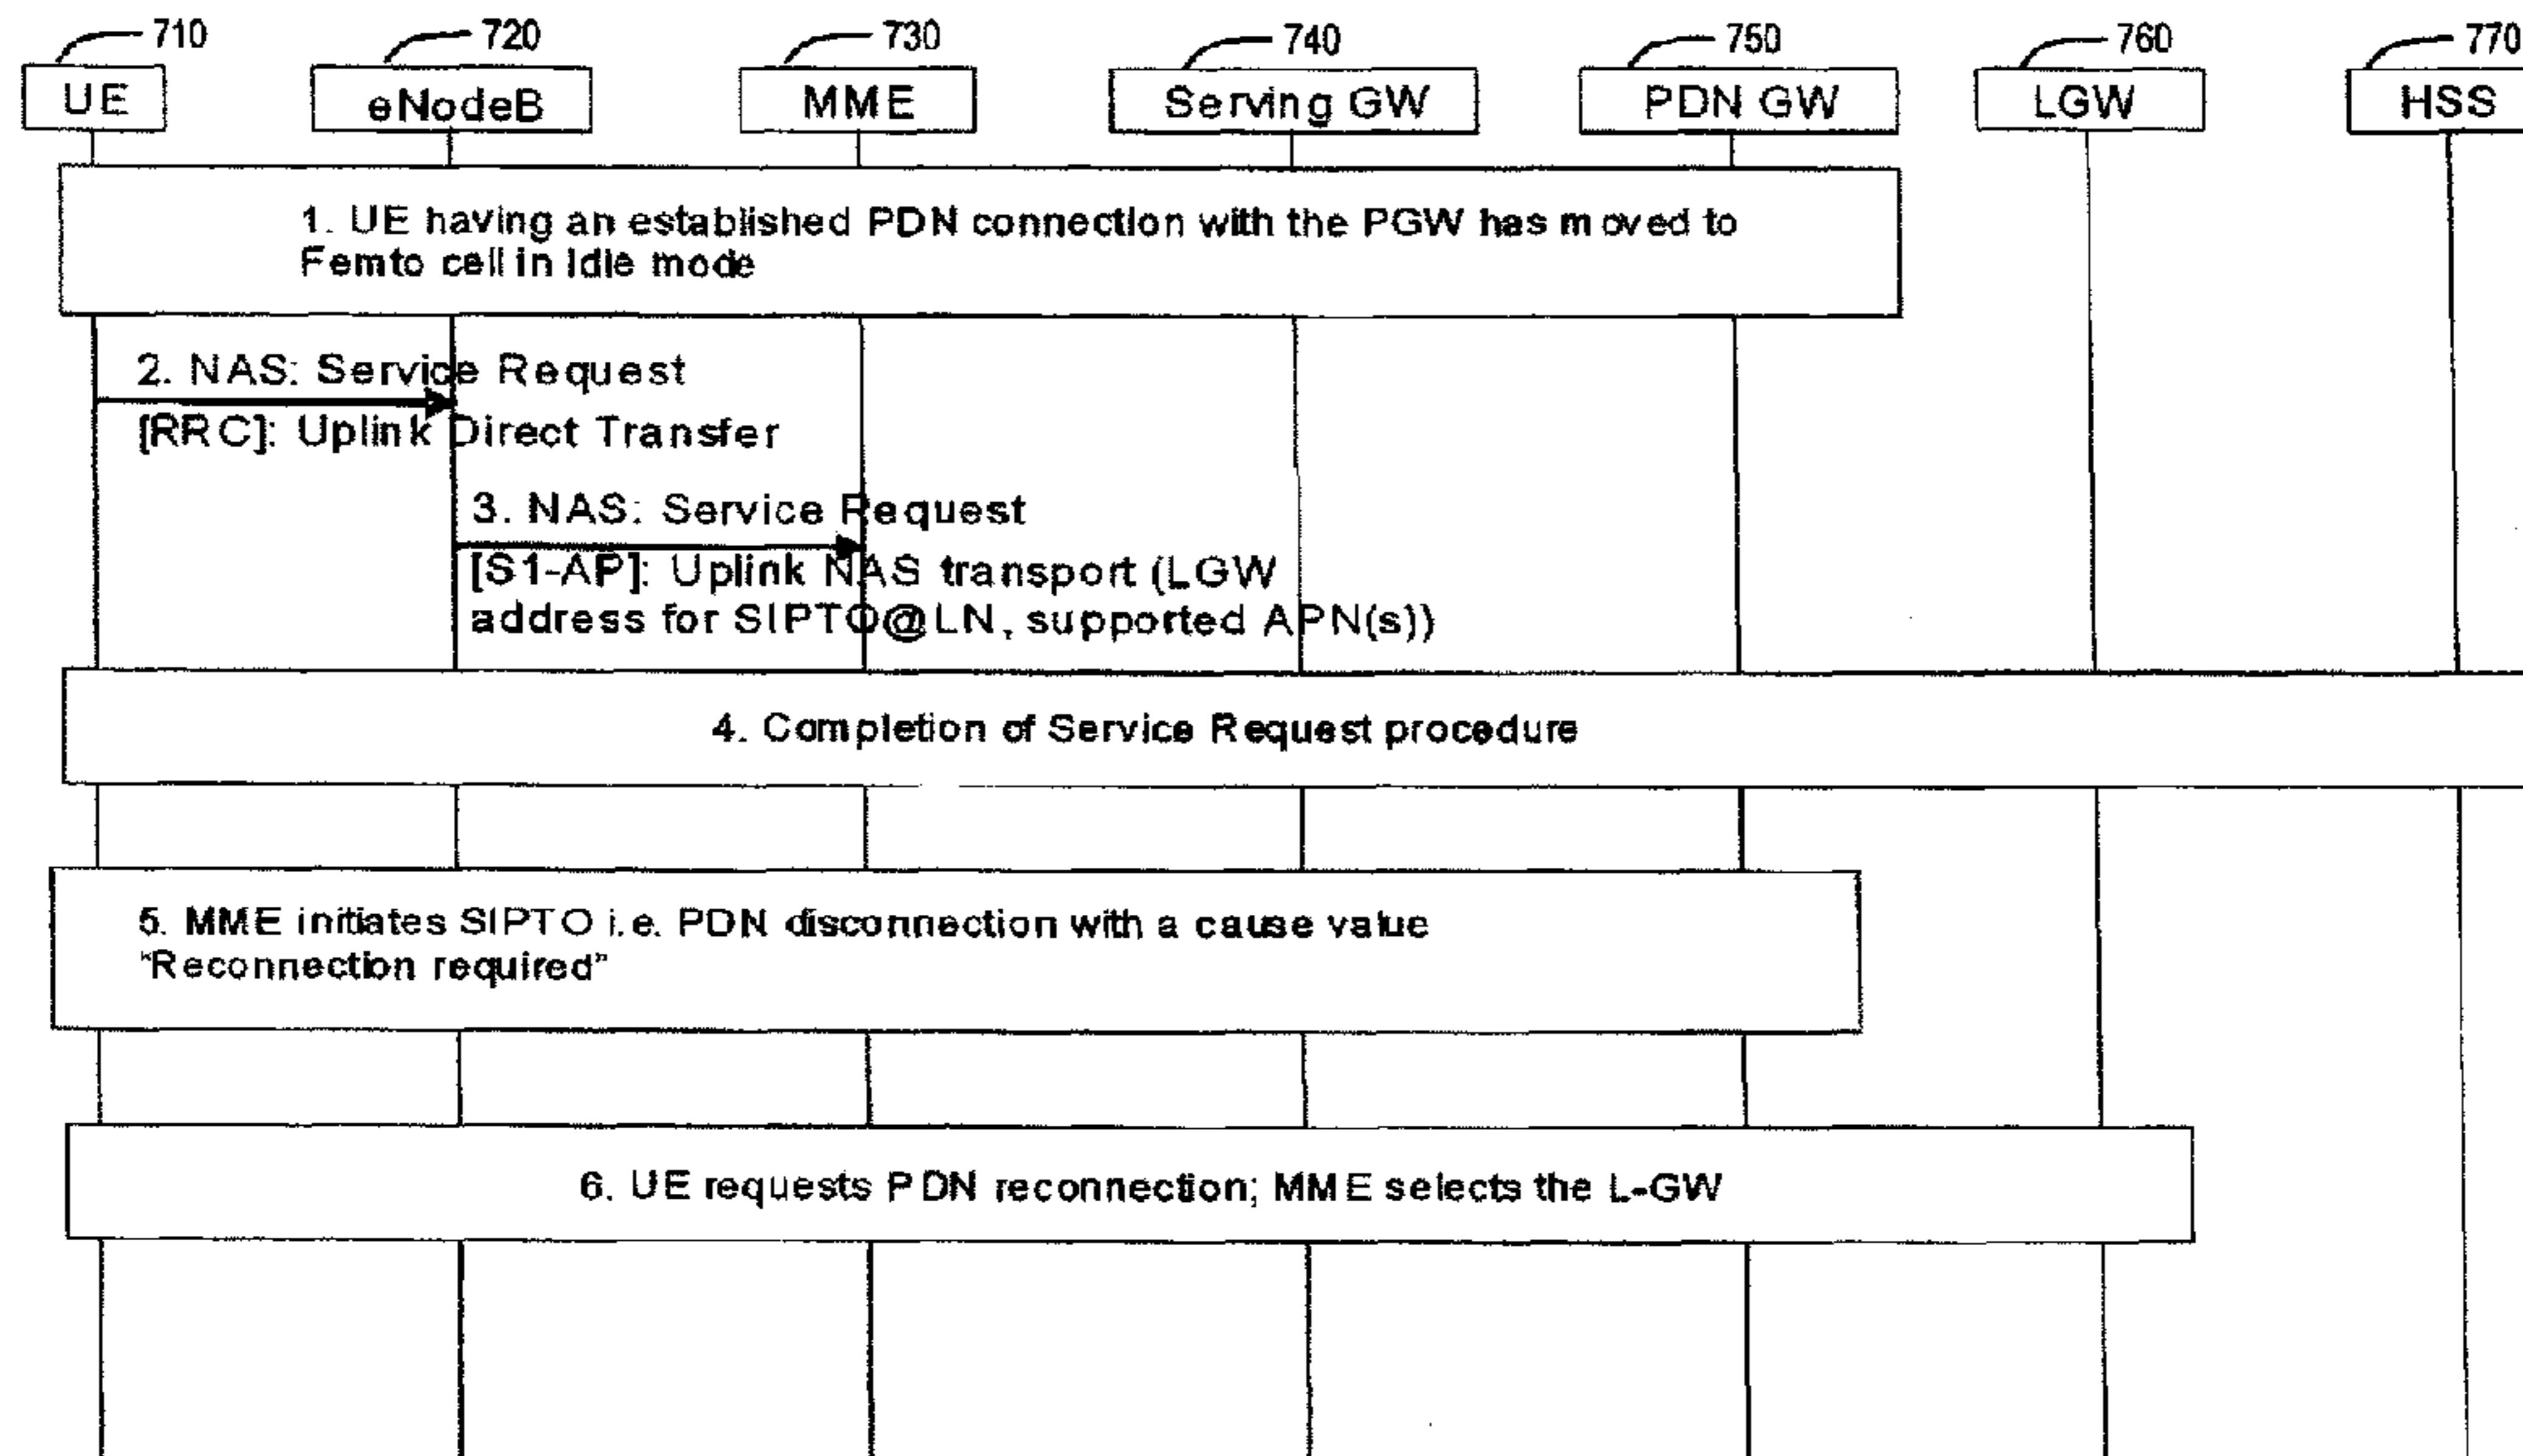 710 720 730 740 750 760 770
UE eNodeB MME Serving GW PDN GW LGW HSS
1. UE having an established PDN connection with the PGW has moved to
Femto cell in Idle mode
2. NAS: Service Request
[RRC]: Uplink Direct Transfer
3. NAS: Service Request
[S1-AP]: Uplink NAS transport (LGW
address for SIPTO@LN, supported APN(s))
4. Completion of Service Request procedure
5. MME initiates SIPTO i.e. PDN disconnection with a cause value
"Reconnection required"
6. UE requests PDN reconnection; MME selects the L-GW